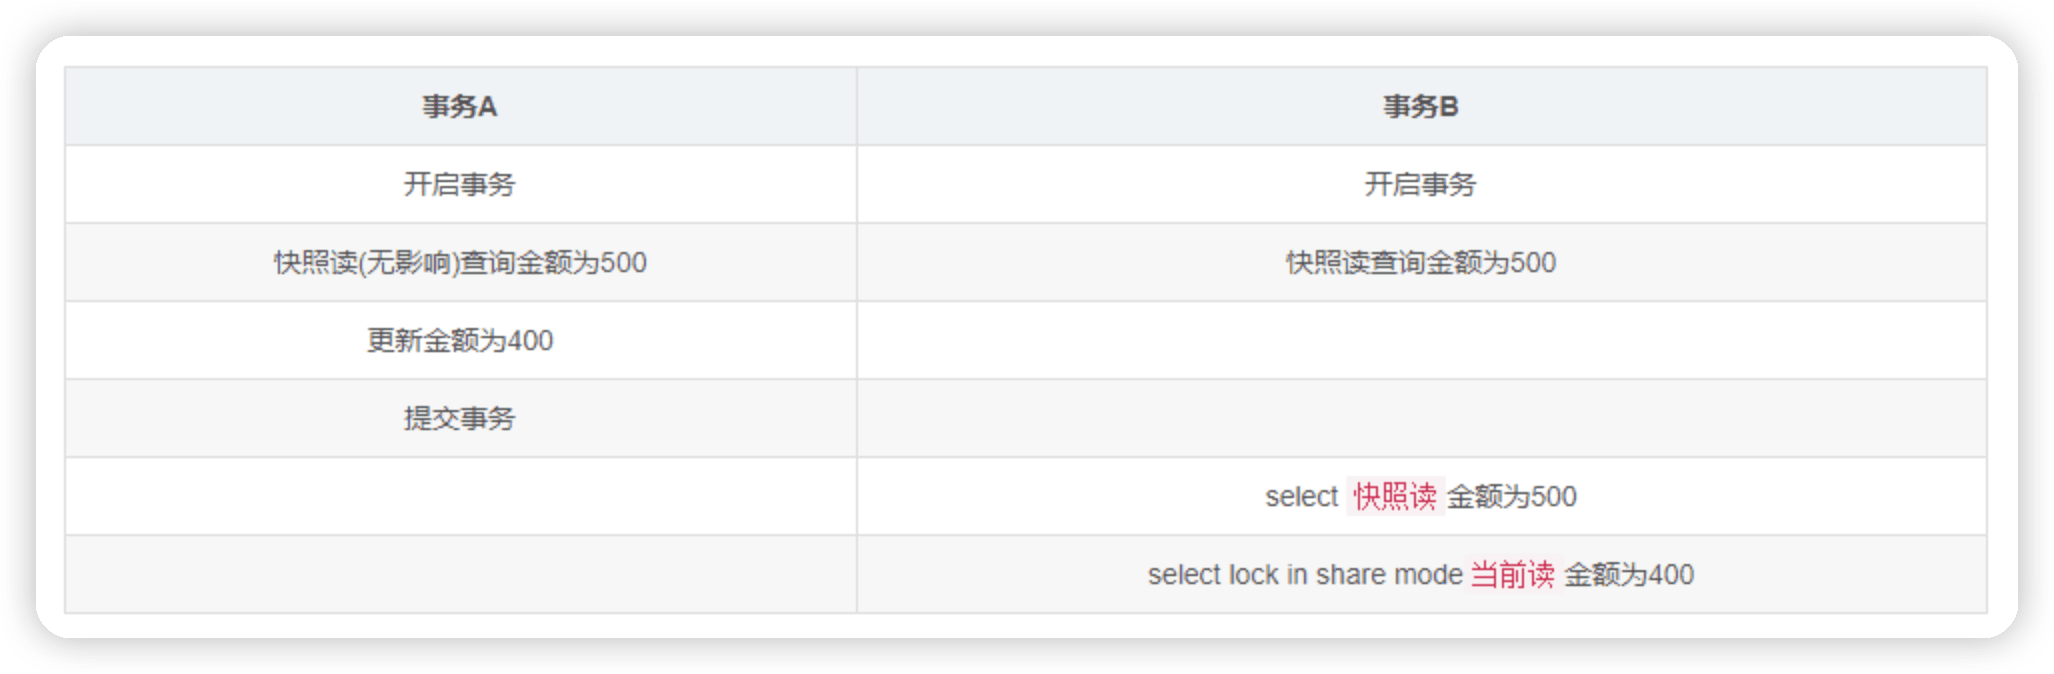 事务A 事务B
开启事务 开启事务
快照读(无影响)查询金额为500 快照读查询金额为500
更新金额为400
提交事务
select 快照读 金额为500
select lock in share mode 当前读 金额为400